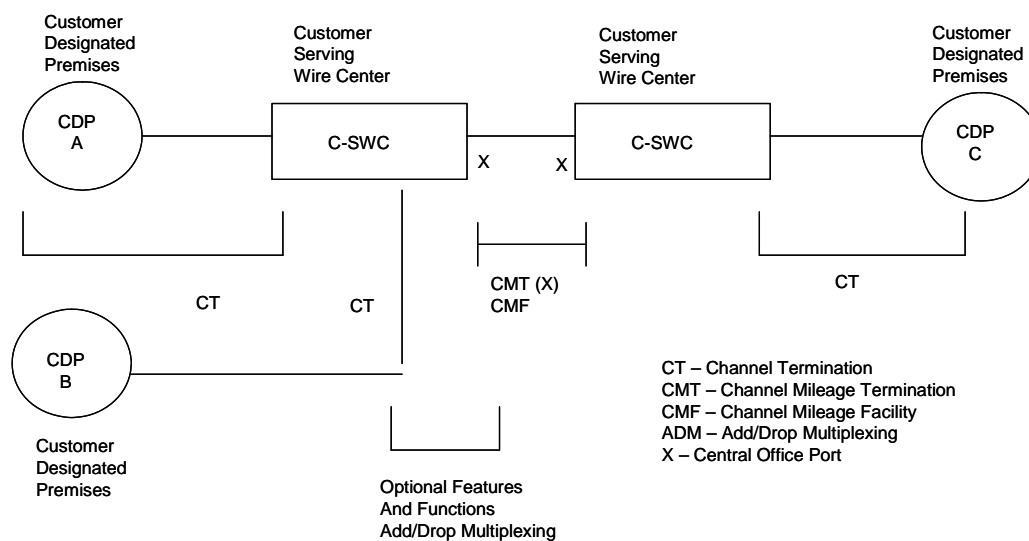 Customer
Designated
Premises
Customer
Serving
Wire Center
Customer
Serving
Wire Center
Customer
Designated
Premises
CDP
A
C-SWC
C-SWC
CDP
C
X
X
CMT (X)
CMF
CT
CT
CT
CDP
B
Customer
Designated
Premises
CT – Channel Termination
CMT – Channel Mileage Termination
CMF – Channel Mileage Facility
ADM – Add/Drop Multiplexing
X – Central Office Port
Optional Features
And Functions
Add/Drop Multiplexing